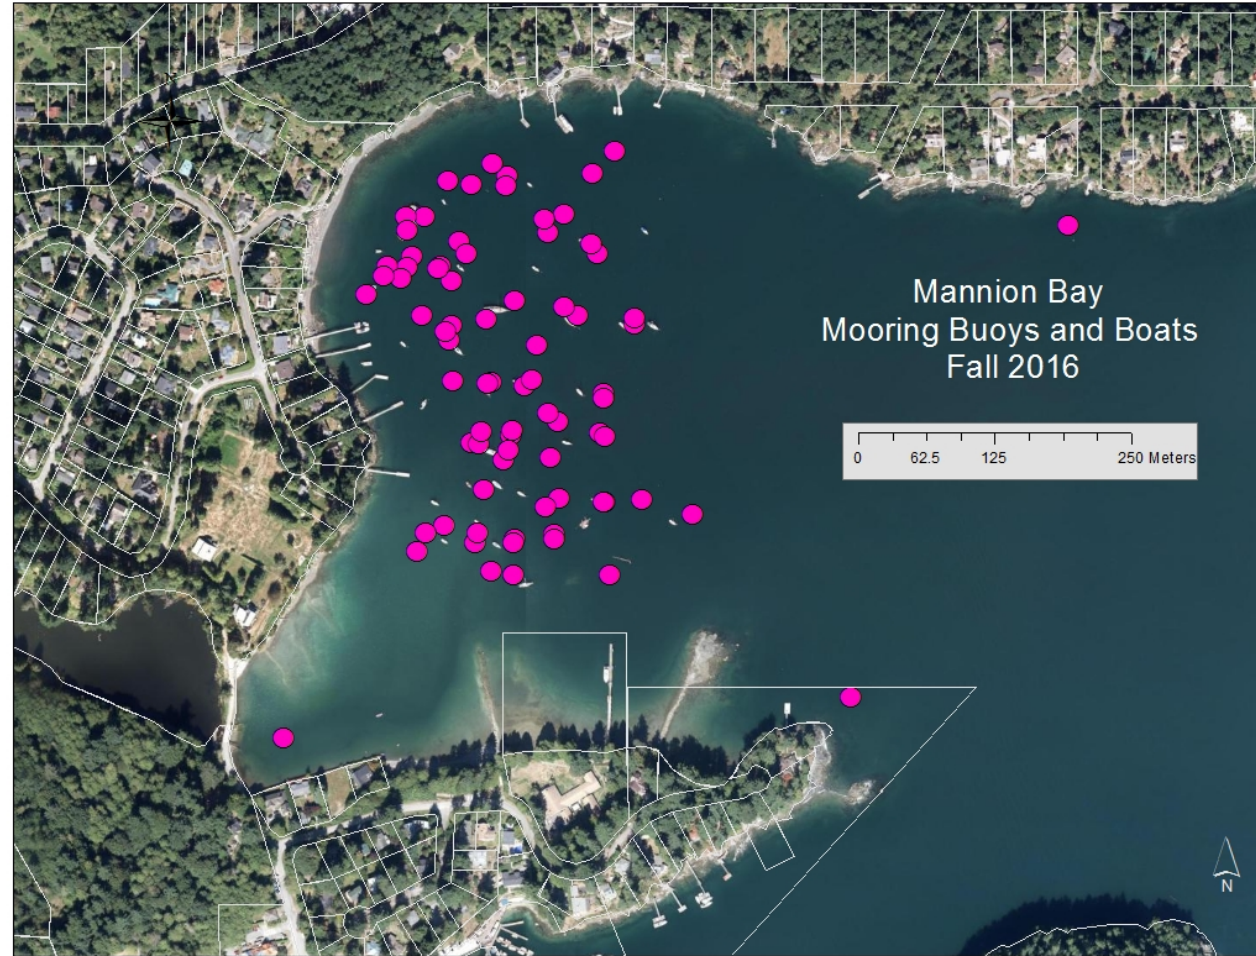 Mannion Bay
Mooring Buoys and Boats
Fall 2016
0 62.5 125 250 Meters
N